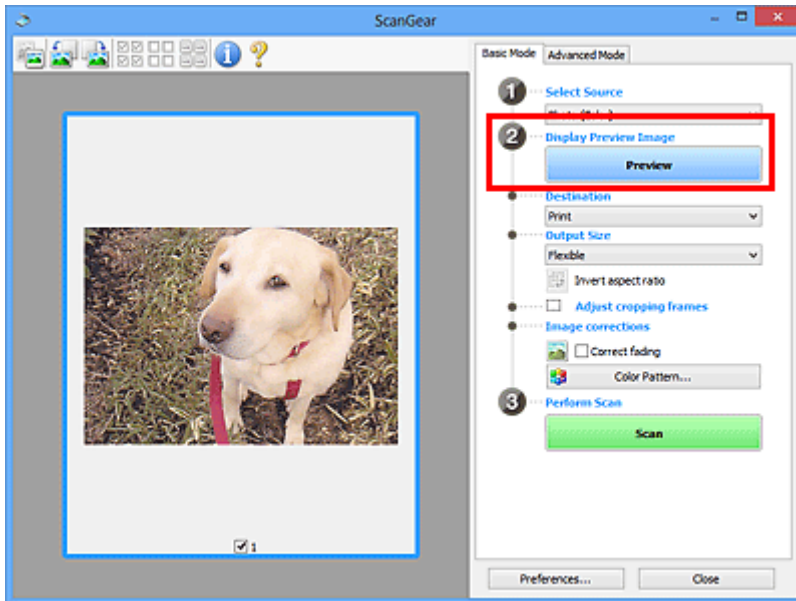 ScanGear
Basic Mode
Advanced Mode
1
Select Source
2
Display Preview Image
Preview
Destination
Print
Output Size
Flexible
Invert aspect ratio
Adjust cropping frames
Image corrections
Correct fading
Color Pattern...
3
Perform Scan
Scan
1
Preferences...
Close